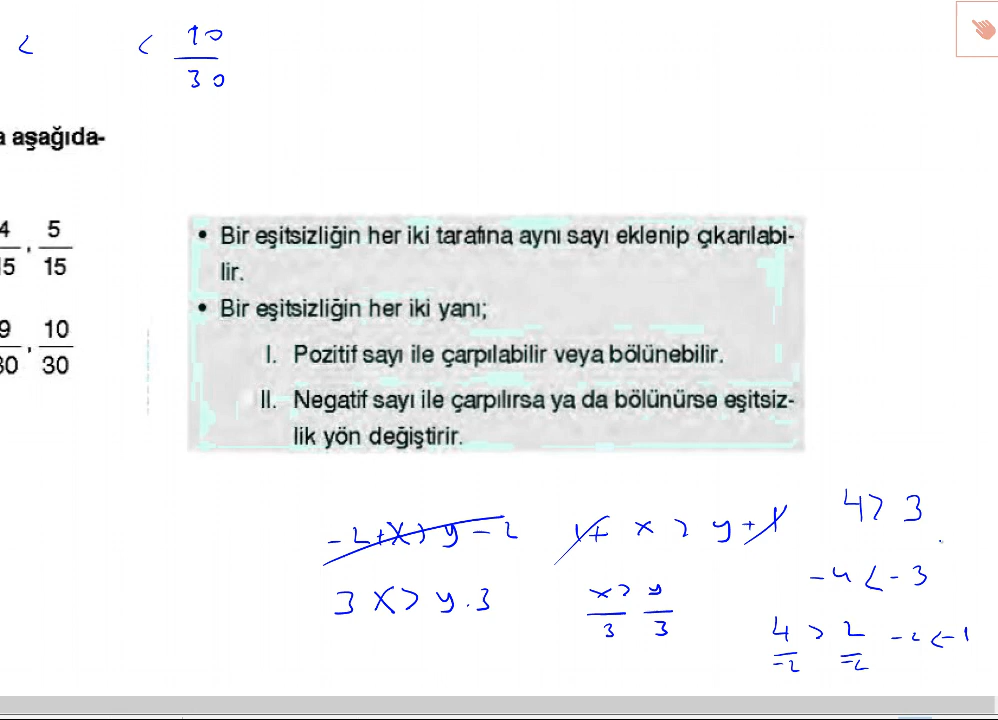 < < 10
30
a aşağıda-
4/15, 5/15
9/30, 10/30
• Bir eşitsizliğin her iki tarafına aynı sayı eklenip çıkarılabi-
lir.
• Bir eşitsizliğin her iki yanı;
I. Pozitif sayı ile çarpılabilir veya bölünebilir.
II. Negatif sayı ile çarpılırsa ya da bölünürse eşitsiz-
lik yön değiştirir.
-2+x>y-2 1+x>y+1 4>3
-4<-3
3x>y.3 x/3>y/3
4/-2>2/-2 -2<-1